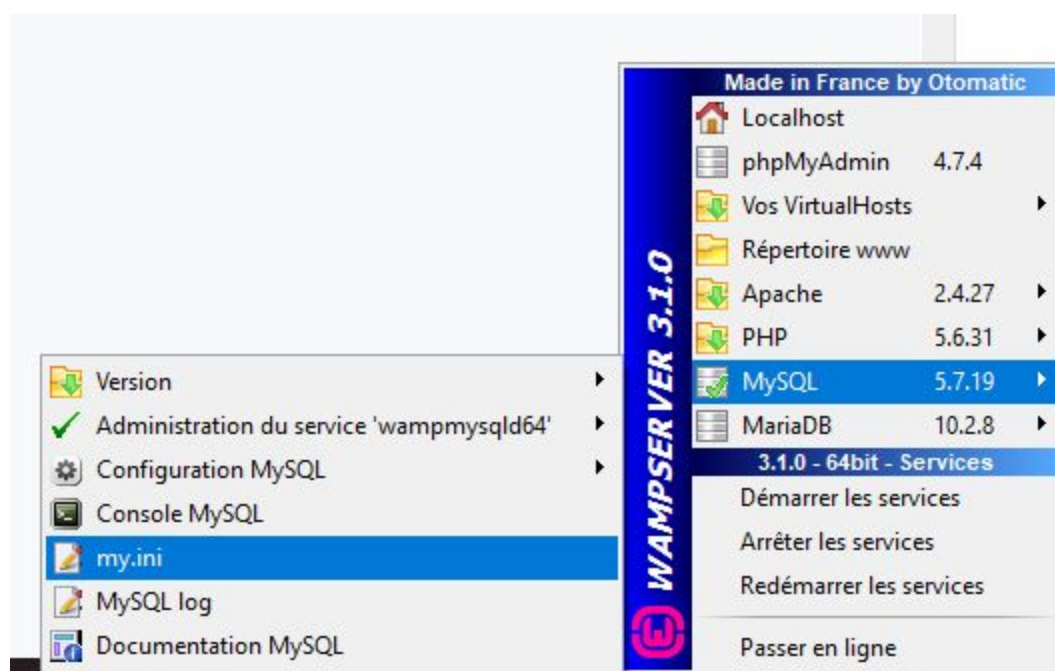 Made in France by Otomatic
Localhost
phpMyAdmin 4.7.4
Vos VirtualHosts
Répertoire www
Apache 2.4.27
PHP 5.6.31
MySQL 5.7.19
MariaDB 10.2.8
3.1.0 - 64bit - Services
Démarrer les services
Arrêter les services
Redémarrer les services
Passer en ligne
WAMPSERVER 3.1.0
Version
Administration du service 'wampmysqld64'
Configuration MySQL
Console MySQL
my.ini
MySQL log
Documentation MySQL